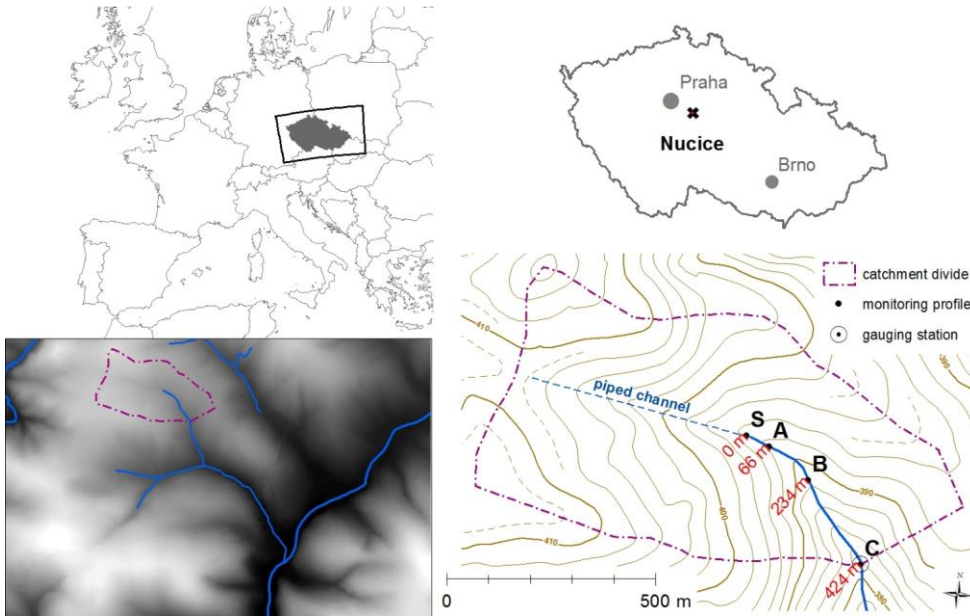 Praha
Nucice
Brno
catchment divide
monitoring profile
gauging station
410
piped channel
S
A
B
C
0 m
66 m
234 m
424 m
390
390
400
410
380
0
500 m
N